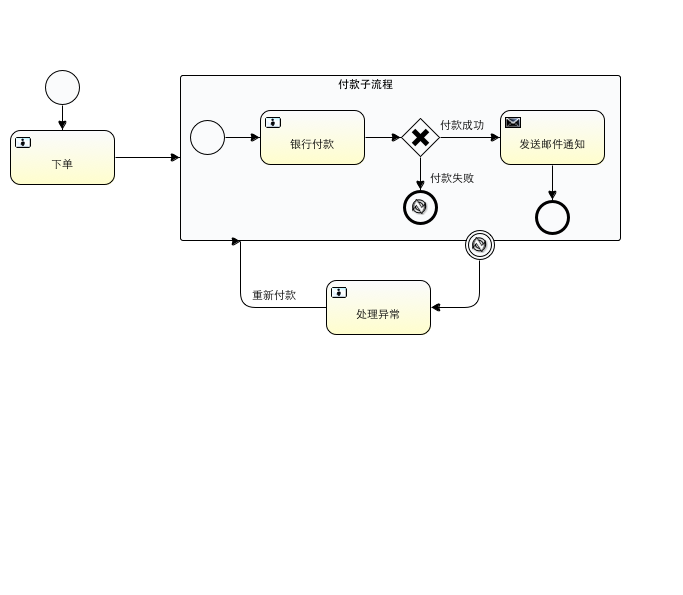 付款子流程
下单
银行付款
付款成功
发送邮件通知
付款失败
重新付款
处理异常